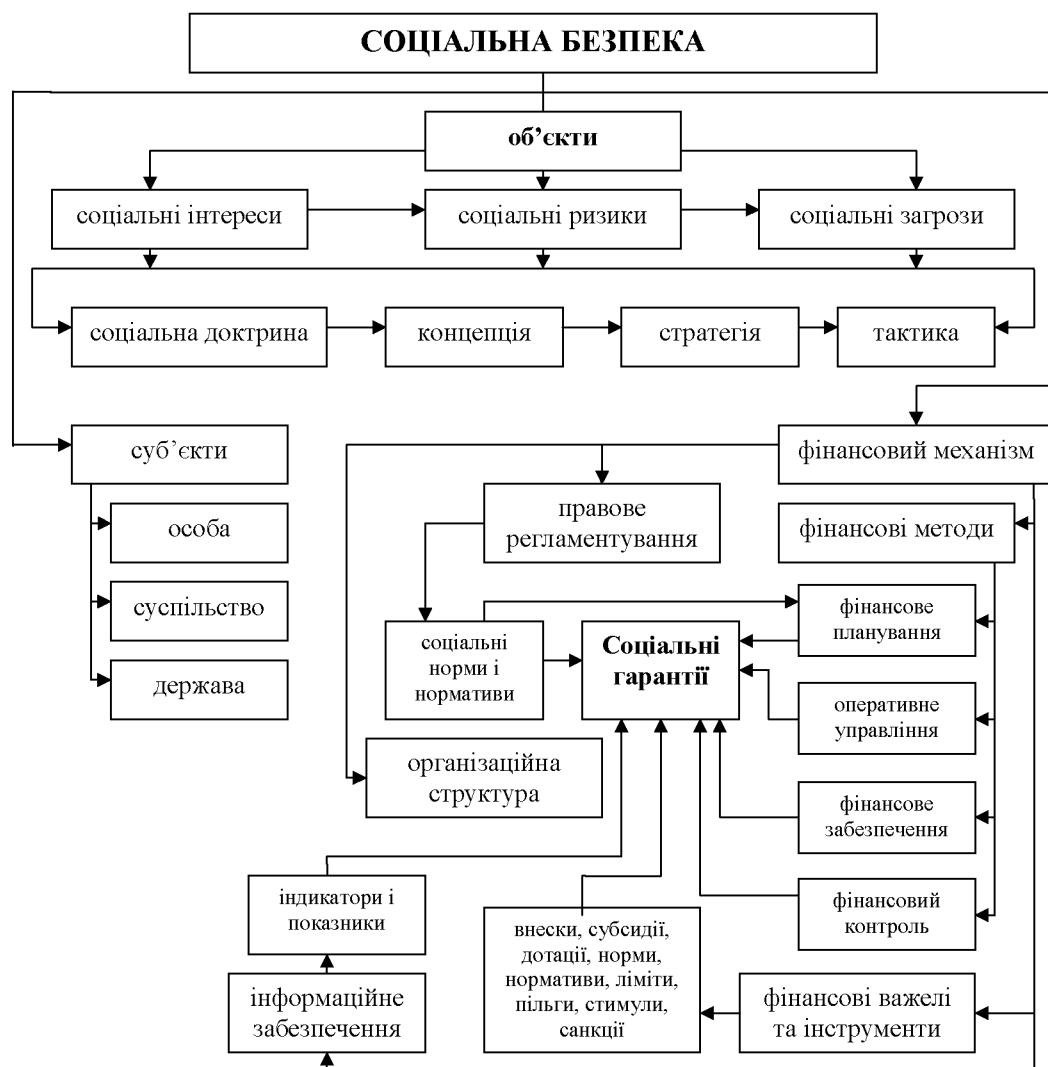 СОЦІАЛЬНА БЕЗПЕКА
об’єкти
соціальні інтереси
соціальні ризики
соціальні загрози
соціальна доктрина
концепція
стратегія
тактика
суб’єкти
фінансовий механізм
особа
правове
регламентування
фінансові методи
суспільство
соціальні
норми і
нормативи
Соціальні
гарантії
фінансове
планування
держава
оперативне
управління
організаційна
структура
фінансове
забезпечення
індикатори і
показники
внески, субсидії,
дотації, норми,
нормативи, ліміти,
пільги, стимули,
санкції
фінансовий
контроль
інформаційне
забезпечення
фінансові важелі
та інструменти